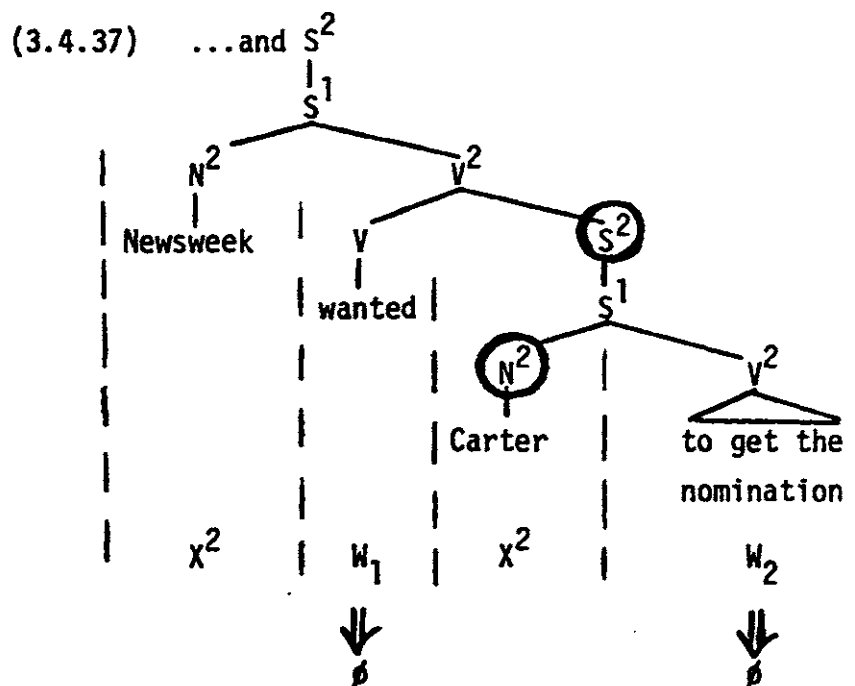 (3.4.37) ...and S²
S¹
N² V²
Newsweek V S²
wanted S¹
N² V²
Carter to get the
nomination
X² W₁ X² W₂
⇓ ⇓
ø ø